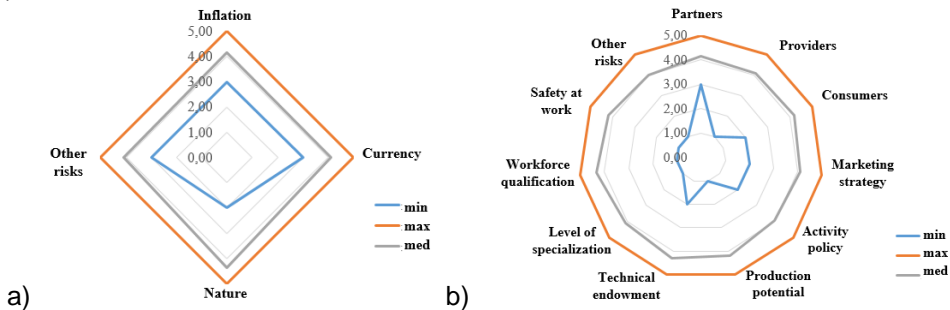 Inflation
5,00
4,00
3,00
2,00
1,00
0,00
Other
risks
Currency
Nature
min
max
med
a)
Partners
5,00
4,00
3,00
2,00
1,00
0,00
Other
risks
Providers
Safety at
work
Consumers
Workforce
qualification
Marketing
strategy
Level of
specialization
Activity
policy
Technical
endowment
Production
potential
min
max
med
b)